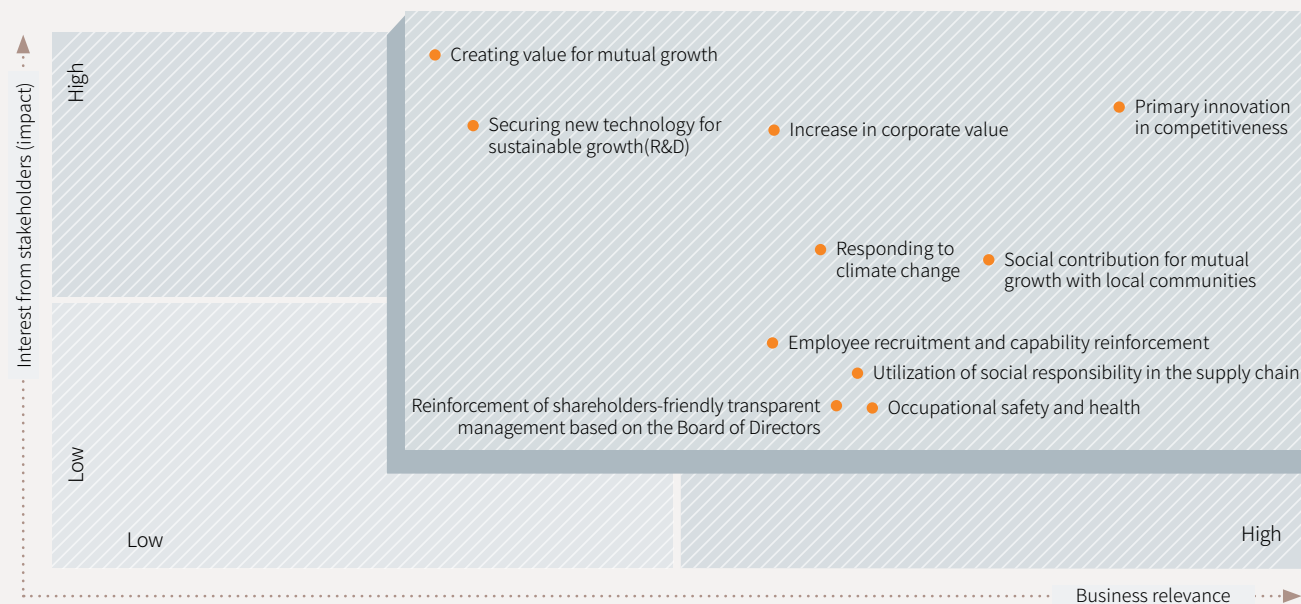 Interest from stakeholders (impact)
High
Low
Creating value for mutual growth
Securing new technology for
sustainable growth(R&D)
Increase in corporate value
Primary innovation
in competitiveness
Responding to
climate change
Social contribution for mutual
growth with local communities
Employee recruitment and capability reinforcement
Utilization of social responsibility in the supply chain
Reinforcement of shareholders-friendly transparent
management based on the Board of Directors
Occupational safety and health
Low
High
Business relevance